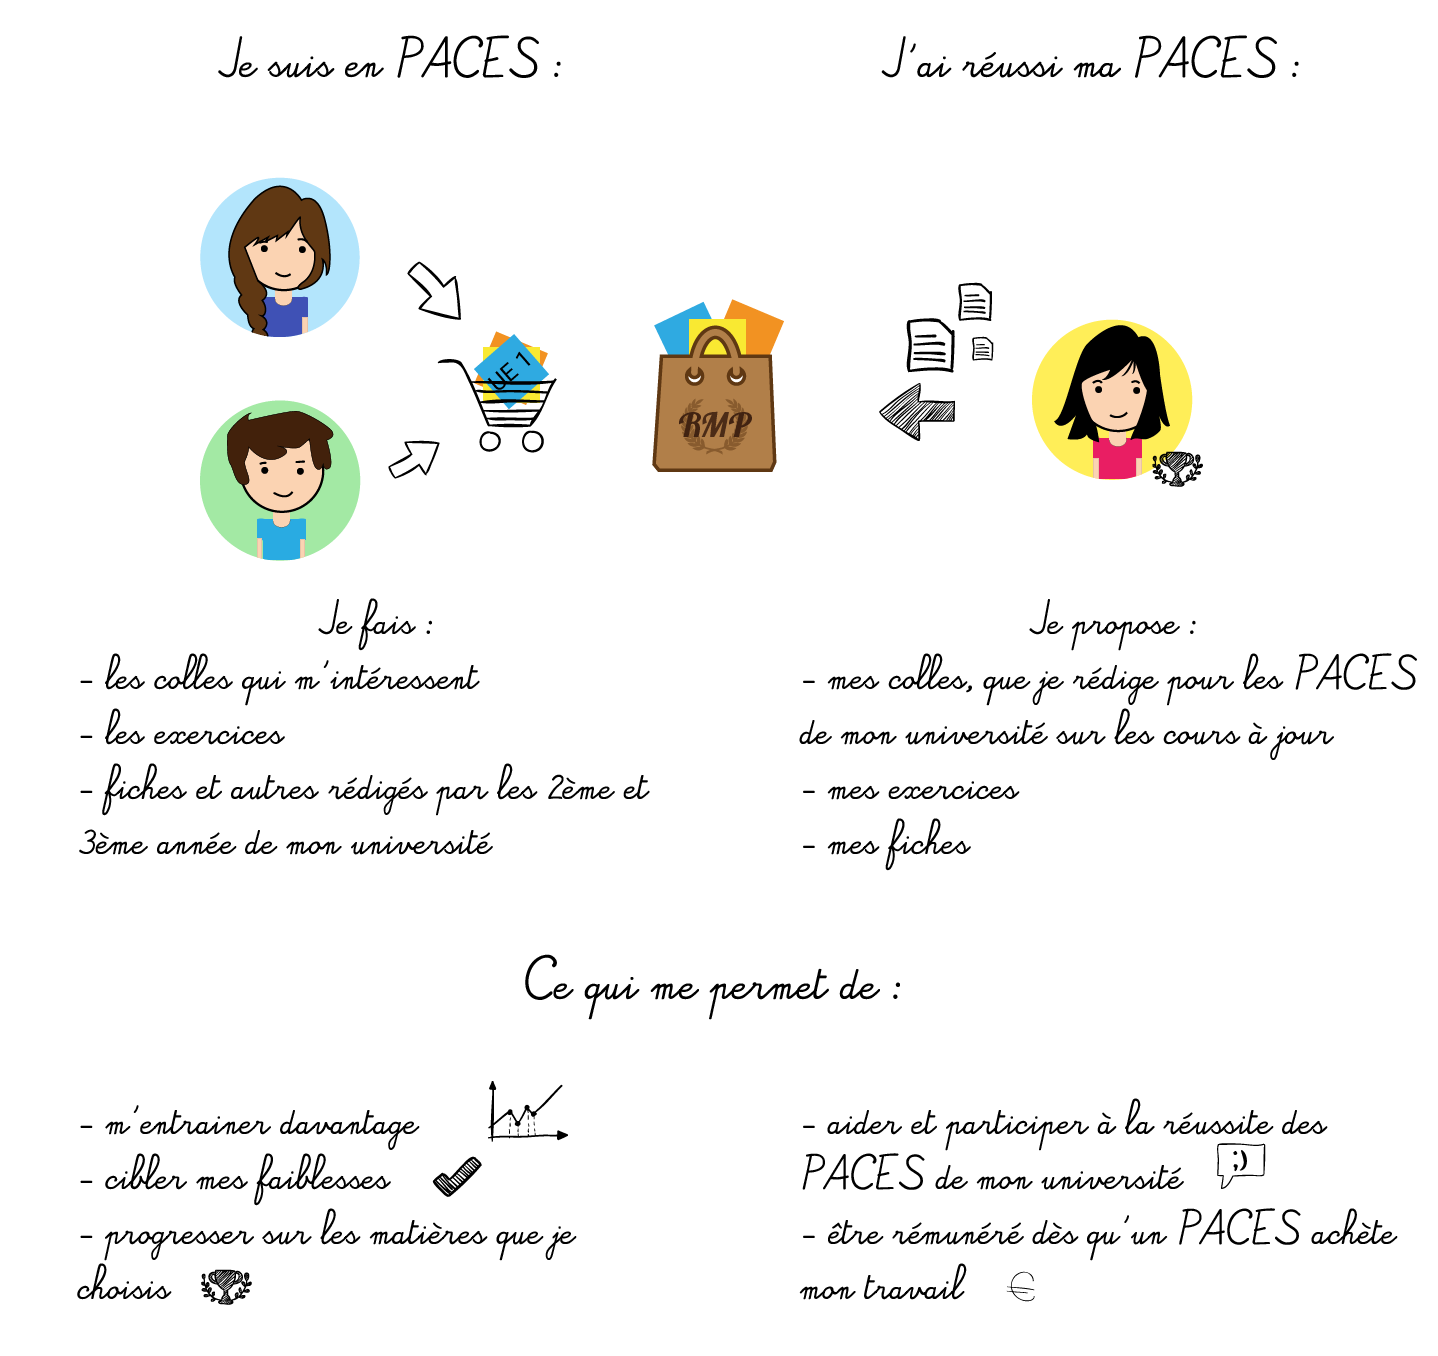 Je suis en PACES :
J'ai réussi ma PACES :
UE 1
RMP
Je fais :
- les colles qui m'intéressent
- les exercices
- fiches et autres rédigés par les 2ème et
3ème année de mon université
Je propose :
- mes colles, que je rédige pour les PACES
de mon université sur les cours à jour
- mes exercices
- mes fiches
Ce qui me permet de :
- m'entrainer davantage
- cibler mes faiblesses
- progresser sur les matières que je
choisis
- aider et participer à la réussite des
PACES de mon université
;)
- être rémunéré dès qu'un PACES achète
mon travail €